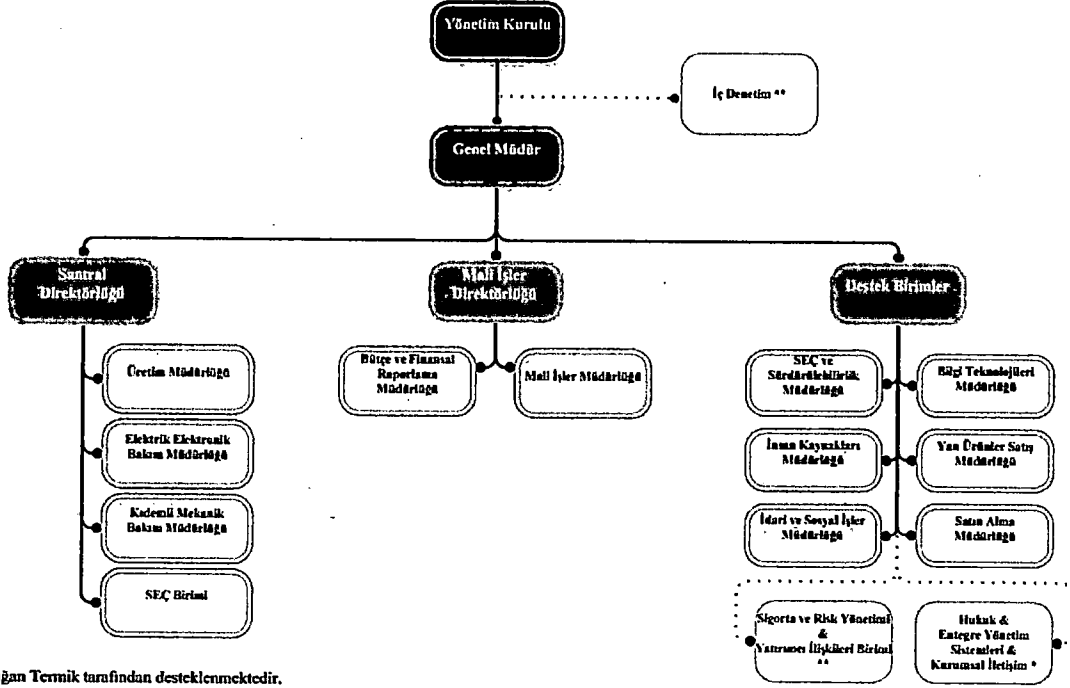 Yönetim Kurulu
İç Denetim **
Genel Müdür
Santral
Direktörlüğü
Mali İşler
Direktörlüğü
Destek Birimler
Üretim Müdürlüğü
Elektrik Elektronik
Bakım Müdürlüğü
Kıdemli Mekanik
Bakım Müdürlüğü
SEÇ Birimi
Bütçe ve Finansal
Raporlama
Müdürlüğü
Mali İşler Müdürlüğü
SEÇ ve
Sürdürülebilirlik
Müdürlüğü
Bilgi Teknolojileri
Müdürlüğü
İnsan Kaynakları
Müdürlüğü
Yan Ürünler Satış
Müdürlüğü
İdari ve Sosyal İşler
Müdürlüğü
Satın Alma
Müdürlüğü
Sigorta ve Risk Yönetimi
&
Yatırımcı İlişkileri Birimi
**
Hukuk &
Entegre Yönetim
Sistemleri &
Kurumsal İletişim *
ğan Termik tarafından desteklenmektedir.